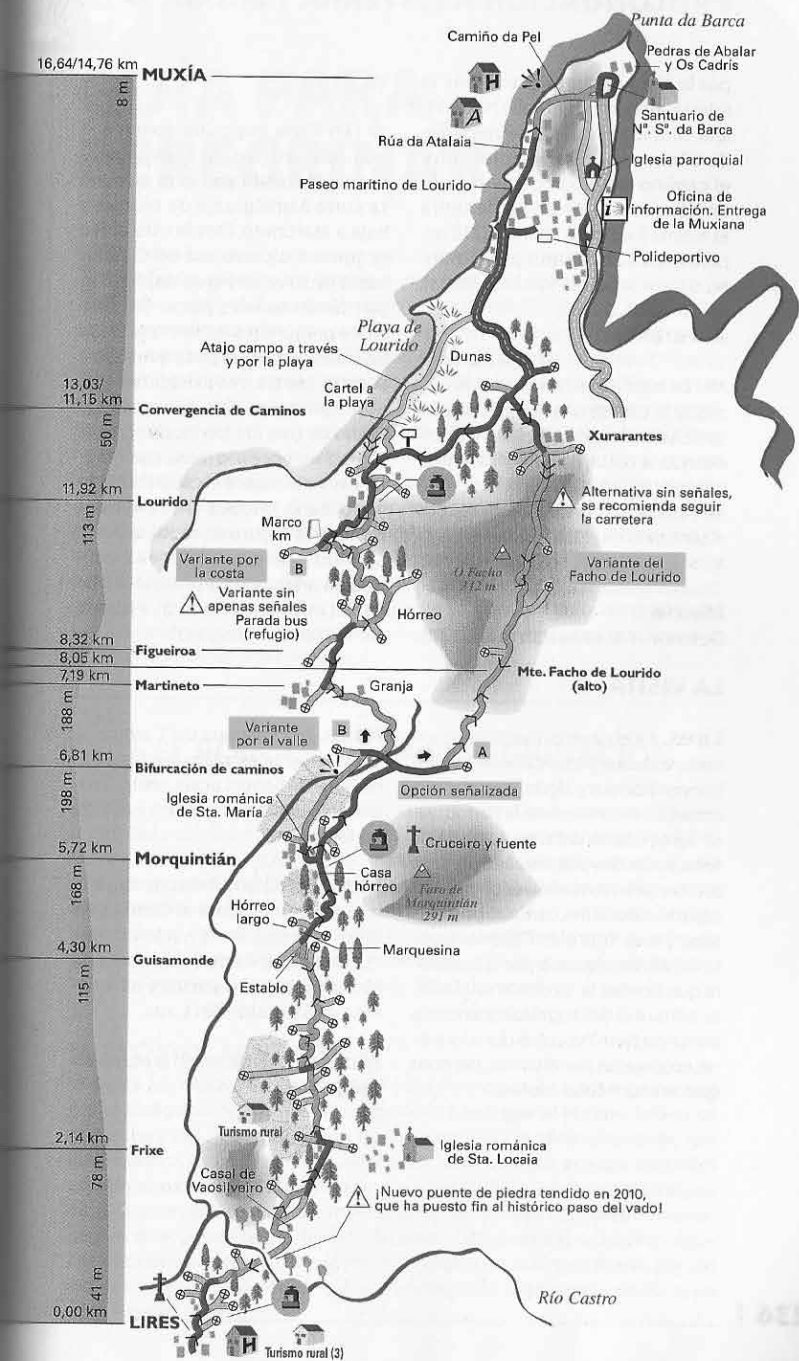 Punta da Barca
Camiño da Pel
Pedras de Abalar
y Os Cadrís
16,64/14,76 km
MUXÍA
8 m
H
A
Santuario de
Nª. Sª. da Barca
Rúa da Atalaia
Iglesia parroquial
Paseo marítino de Lourido
i
Oficina de
información. Entrega
de la Muxiana
Polideportivo
Playa de
Lourido
Dunas
Atajo campo a través
y por la playa
Cartel a
la playa
13,03/
11,15 km
Convergencia de Caminos
50 m
Xurarantes
11,92 km
Lourido
Alternativa sin señales,
se recomienda seguir
la carretera
113 m
Marco
km
Variante por
la costa
B
O Facho
312 m
Variante del
Facho de Lourido
Variante sin
apenas señales
Parada bus
(refugio)
Hórreo
8,32 km
Figueiroa
8,05 km
Mte. Facho de Lourido
(alto)
7,19 km
Martineto
Granja
188 m
Variante
por el valle
B
A
6,81 km
Bifurcación de caminos
Opción señalizada
198 m
Iglesia románica
de Sta. María
5,72 km
Morquintián
Cruceiro y fuente
Casa
hórreo
Faro de
Morquintián
291 m
168 m
Hórreo
largo
4,30 km
Guisamonde
Marquesina
Establo
115 m
Turismo rural
2,14 km
Frixe
Iglesia románica
de Sta. Locaia
78 m
Casal de
Vaosilveiro
¡Nuevo puente de piedra tendido en 2010,
que ha puesto fin al histórico paso del vado!
41 m
Río Castro
0,00 km
LIRES
H
Turismo rural (3)